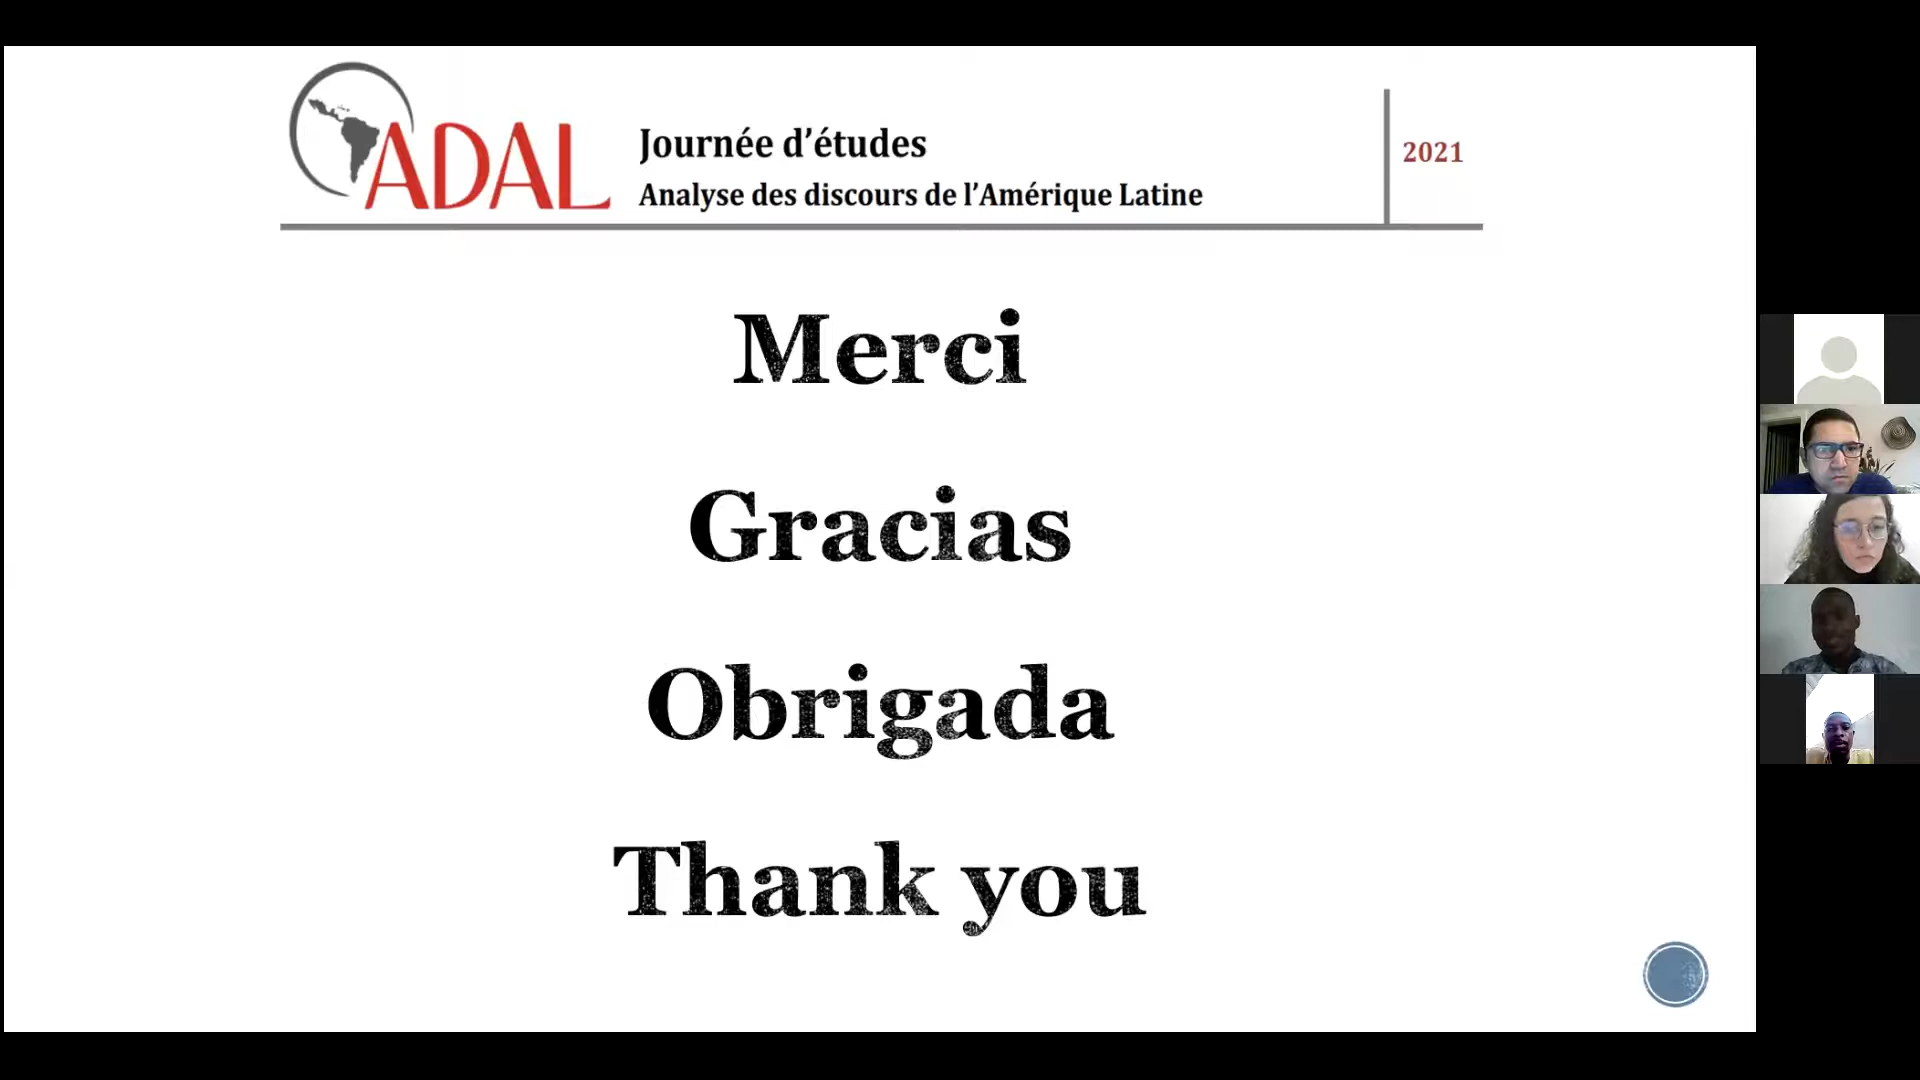 ADAL
Journée d’études
Analyse des discours de l’Amérique Latine
2021
Merci
Gracias
Obrigada
Thank you